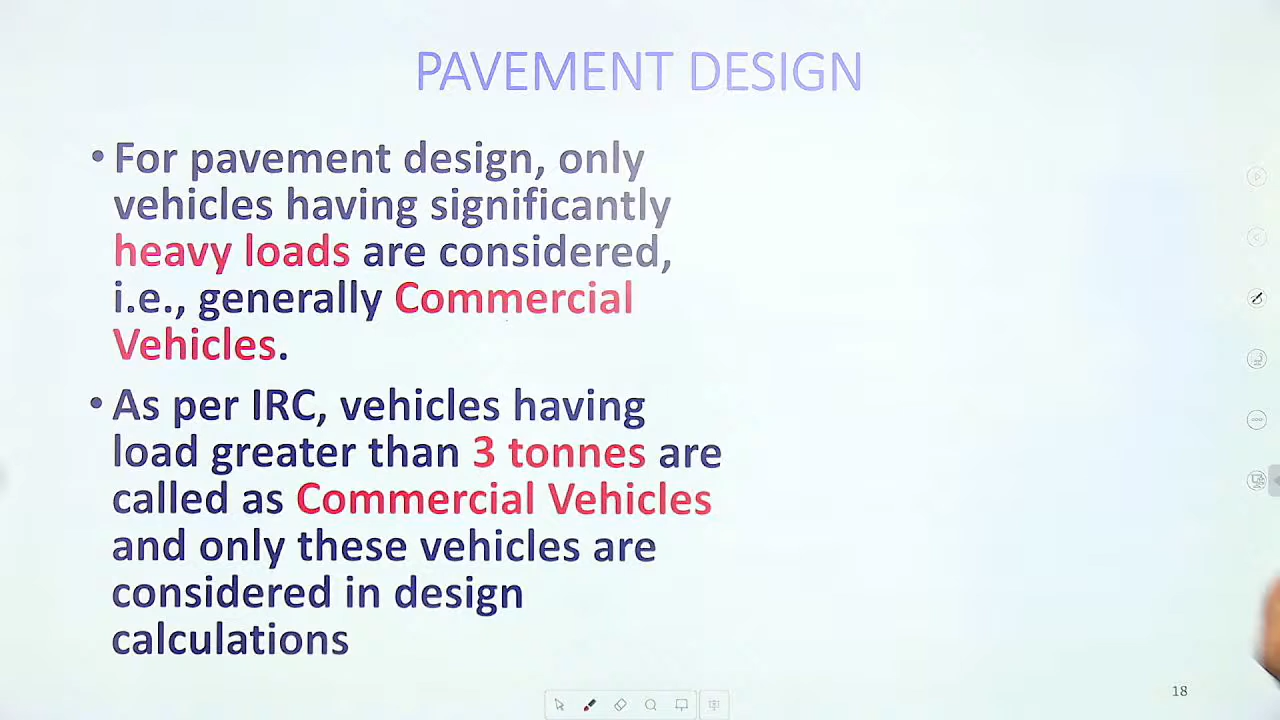 PAVEMENT DESIGN
• For pavement design, only
vehicles having significantly
heavy loads are considered,
i.e., generally Commercial
Vehicles.
• As per IRC, vehicles having
load greater than 3 tonnes are
called as Commercial Vehicles
and only these vehicles are
considered in design
calculations
18